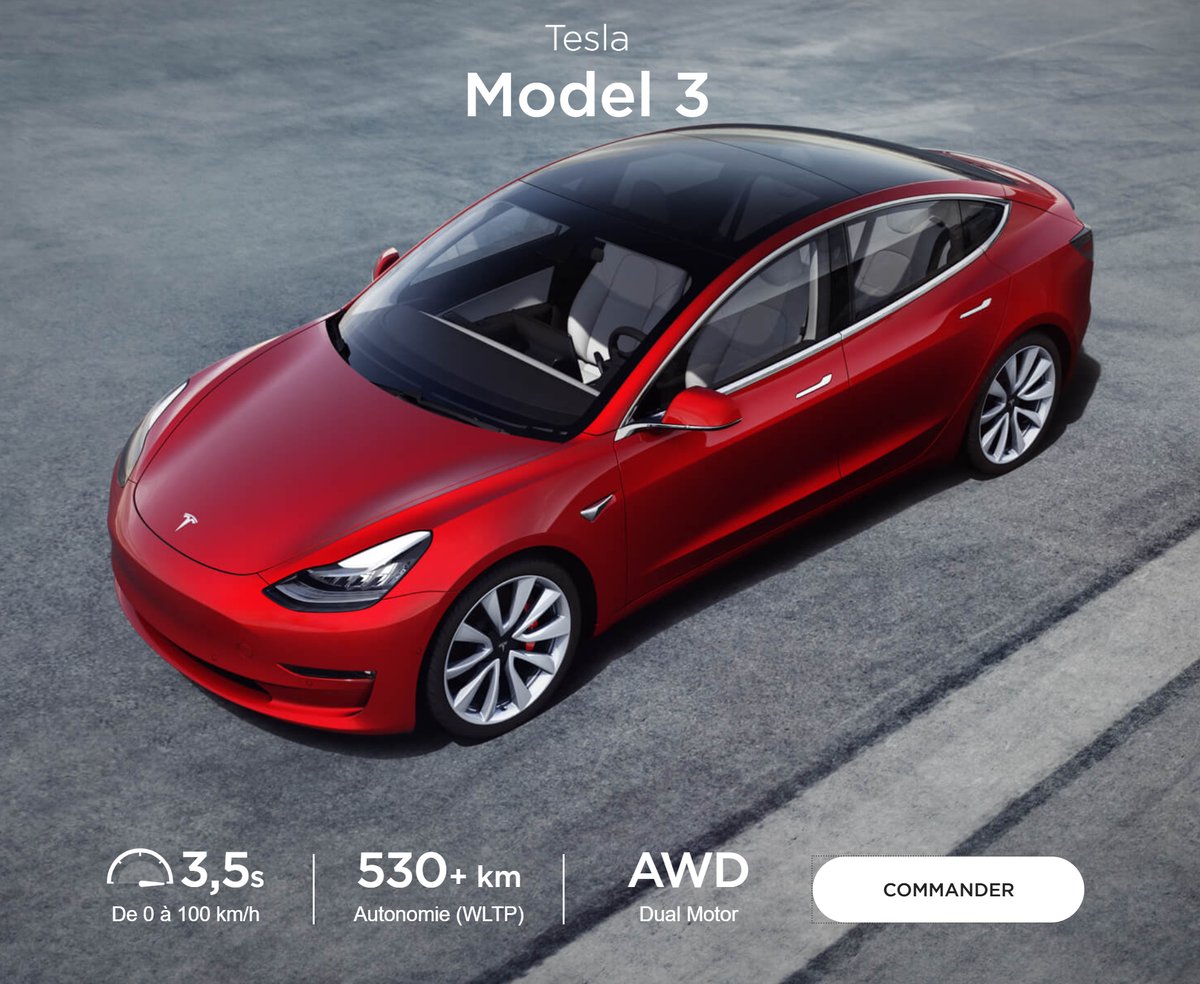 Tesla
Model 3
3,5s
De 0 à 100 km/h
530+ km
Autonomie (WLTP)
AWD
Dual Motor
COMMANDER